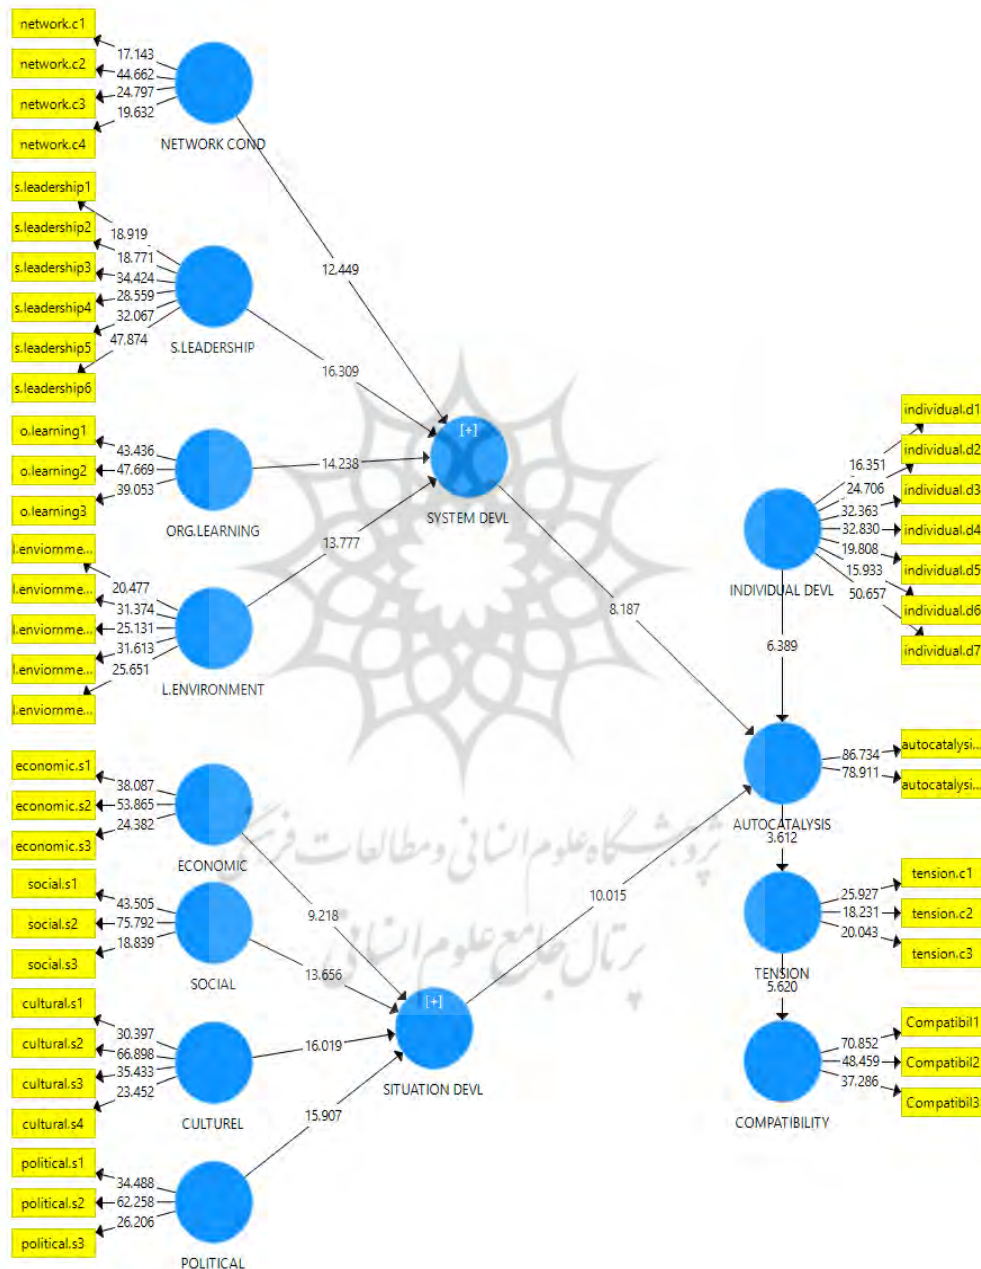 network.c1
network.c2
network.c3
network.c4
17.143
44.662
24.797
19.632
NETWORK COND
12.449
s.leadership1
s.leadership2
s.leadership3
s.leadership4
s.leadership5
s.leadership6
18.919
18.771
34.424
28.559
32.067
47.874
S.LEADERSHIP
16.309
o.learning1
o.learning2
o.learning3
43.436
47.669
39.053
ORG.LEARNING
14.238
l.enviornme...
l.enviornme...
l.enviornme...
l.enviornme...
l.enviornme...
20.477
31.374
25.131
31.613
25.651
L.ENVIRONMENT
13.777
[+]
SYSTEM DEVL
8.187
economic.s1
economic.s2
economic.s3
38.087
53.865
24.382
ECONOMIC
9.218
social.s1
social.s2
social.s3
43.505
75.792
18.839
SOCIAL
13.656
cultural.s1
cultural.s2
cultural.s3
cultural.s4
30.397
66.898
35.433
23.452
CULTUREL
16.019
political.s1
political.s2
political.s3
34.488
62.258
26.206
POLITICAL
15.907
[+]
SITUATION DEVL
10.015
individual.d1
individual.d2
individual.d3
individual.d4
individual.d5
individual.d6
individual.d7
16.351
24.706
32.363
32.830
19.808
15.933
50.657
INDIVIDUAL DEVL
6.389
autocatalysi...
autocatalysi...
86.734
78.911
AUTOCATALYSIS
3.612
tension.c1
tension.c2
tension.c3
25.927
18.231
20.043
TENSION
5.620
Compatibil1
Compatibil2
Compatibil3
70.852
48.459
37.286
COMPATIBILITY
پژوهشگاه علوم انسانی و مطالعات فرهنگی
پرتال جامع علوم انسانی